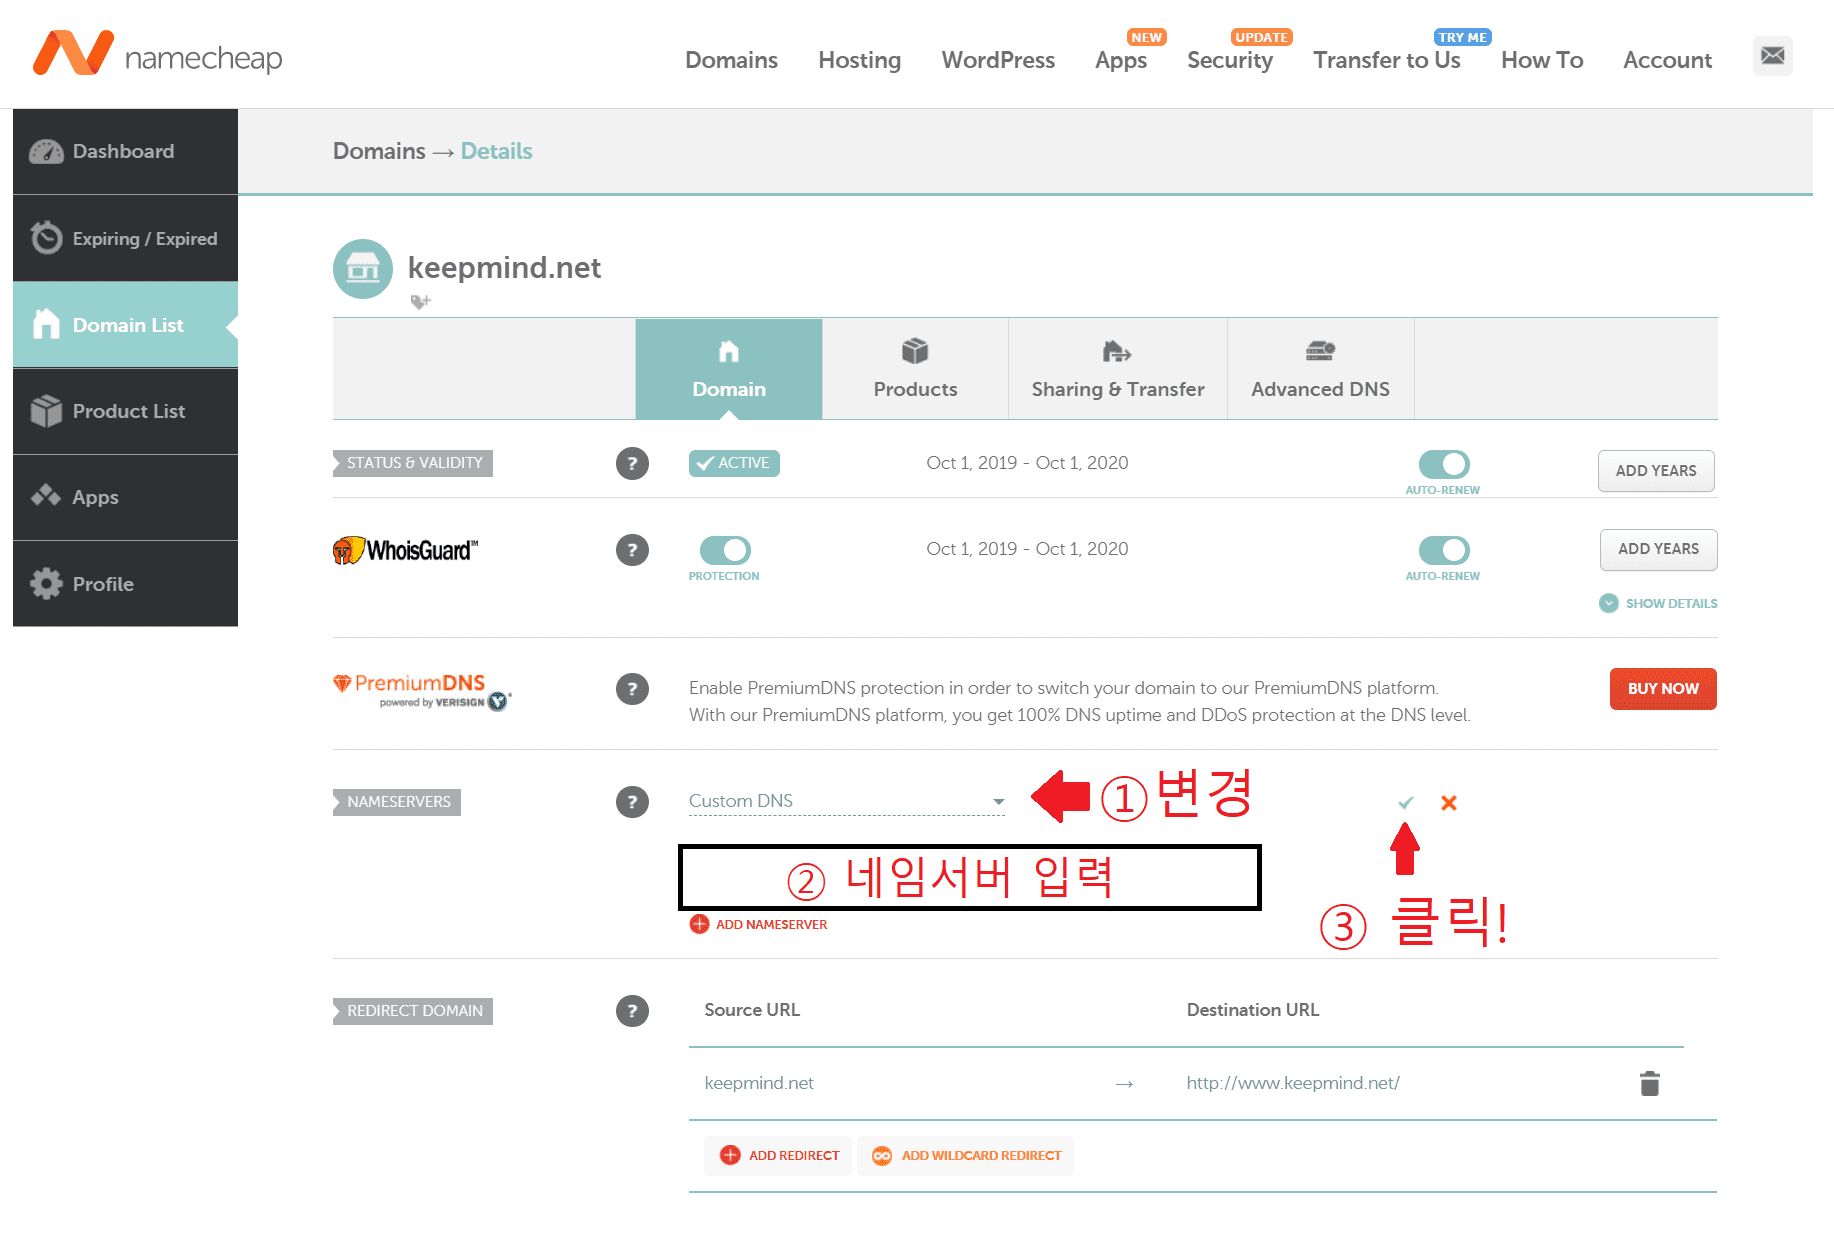 namecheap
Domains Hosting WordPress Apps NEW Security UPDATE Transfer to Us TRY ME How To Account
Dashboard
Expiring / Expired
Domain List
Product List
Apps
Profile
Domains → Details
keepmind.net
Domain Products Sharing & Transfer Advanced DNS
STATUS & VALIDITY ? ACTIVE Oct 1, 2019 - Oct 1, 2020 AUTO-RENEW ADD YEARS
WhoisGuard™ ? PROTECTION Oct 1, 2019 - Oct 1, 2020 AUTO-RENEW ADD YEARS
SHOW DETAILS
PremiumDNS
powered by VERISIGN
?
Enable PremiumDNS protection in order to switch your domain to our PremiumDNS platform.
With our PremiumDNS platform, you get 100% DNS uptime and DDoS protection at the DNS level.
BUY NOW
NAMESERVERS ? Custom DNS ①변경
② 네임서버 입력
③ 클릭!
ADD NAMESERVER
REDIRECT DOMAIN ? Source URL Destination URL
keepmind.net → http://www.keepmind.net/
ADD REDIRECT ADD WILDCARD REDIRECT